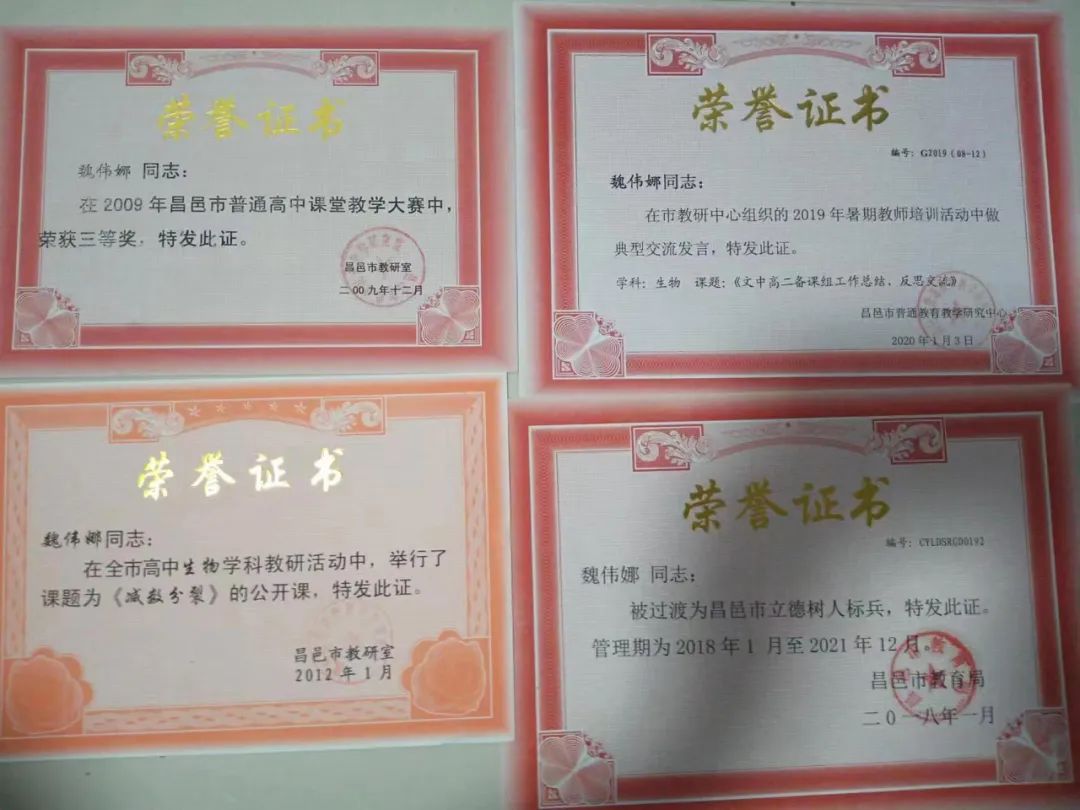 荣誉证书
魏伟娜 同志：
在 2009 年昌邑市普通高中课堂教学大赛中，
荣获三等奖，特发此证。
昌邑市教研室
二00九年十二月
荣誉证书
编号：G2019（08-12）
魏伟娜同志：
在市教研中心组织的 2019 年暑期教师培训活动中做
典型交流发言，特发此证。
学科：生物 课题：《文中高二备课组工作总结、反思交流》
昌邑市普通教育教学研究中心
2020 年 1 月 3 日
荣誉证书
魏伟娜同志：
在全市高中生物学科教研活动中，举行了
课题为《减数分裂》的公开课，特发此证。
昌邑市教研室
2012 年 1 月
荣誉证书
编号：CYLDSRGD0192
魏伟娜 同志：
被过渡为昌邑市立德树人标兵，特发此证。
管理期为 2018 年 1 月至 2021 年 12 月。
昌邑市教育局
二0一八年一月